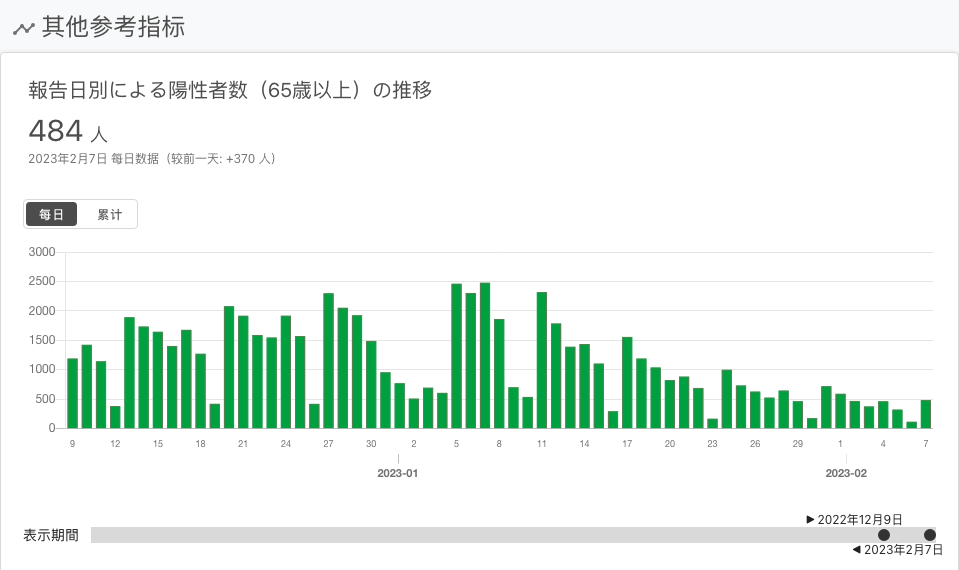 其他参考指标
報告日別による陽性者数（65歳以上）の推移
484 人
2023年2月7日 每日数据（较前一天: +370 人）
每日 累计
3000
2500
2000
1500
1000
500
0
9 12 15 18 21 24 27 30 2 5 8 11 14 17 20 23 26 29 1 4 7
2023-01 2023-02
2022年12月9日
表示期間
2023年2月7日